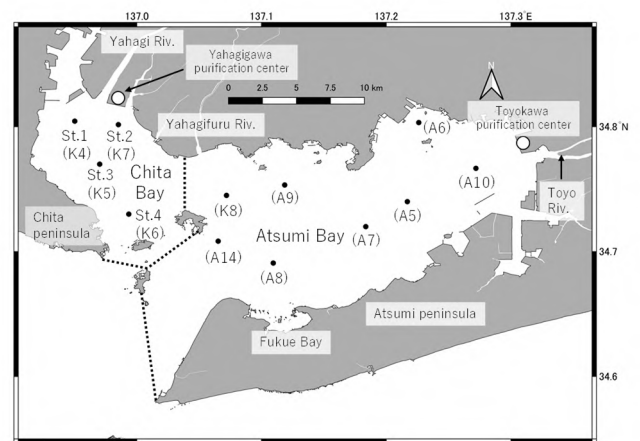 137.0
137.1
137.2
137.3°E
Yahagi Riv.
Yahagigawa
purification center
N
0
2.5
5
7.5
10 km
Toyokawa
purification center
Yahagifuru Riv.
34.8°N
St.1
(K4)
St.2
(K7)
(A6)
St.3
(K5)
Chita
Bay
(A10)
Toyo
Riv.
(K8)
(A9)
St.4
(K6)
(A5)
Chita
peninsula
Atsumi Bay
(A7)
(A14)
34.7
(A8)
Atsumi peninsula
Fukue Bay
34.6